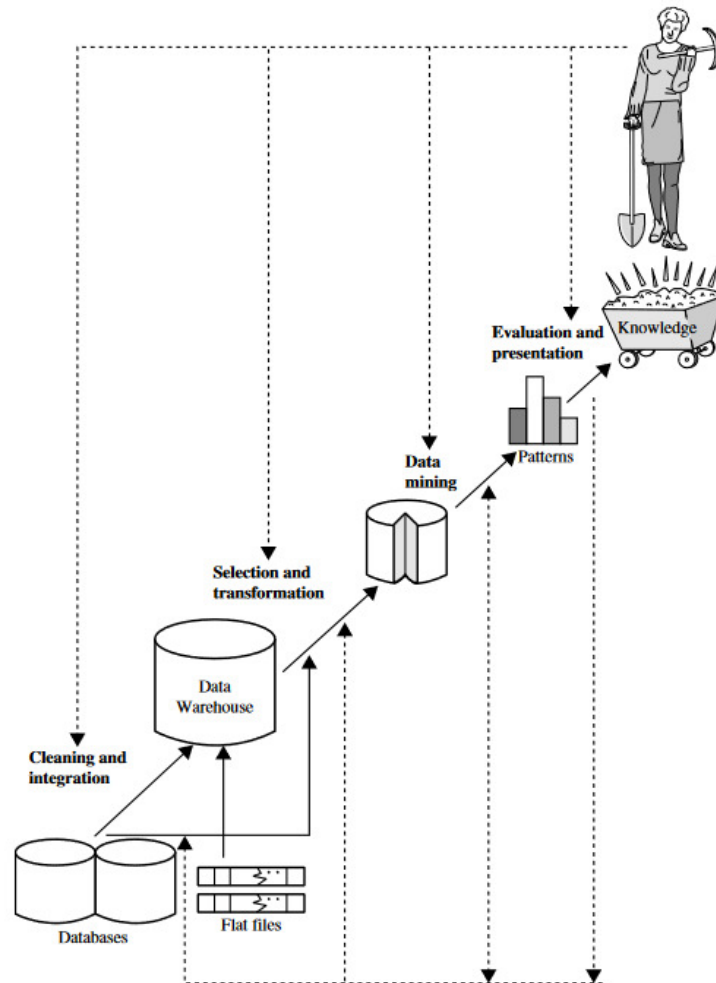 Evaluation and
presentation
Knowledge
Patterns
Data
mining
Selection and
transformation
Data
Warehouse
Cleaning and
integration
Databases
Flat files